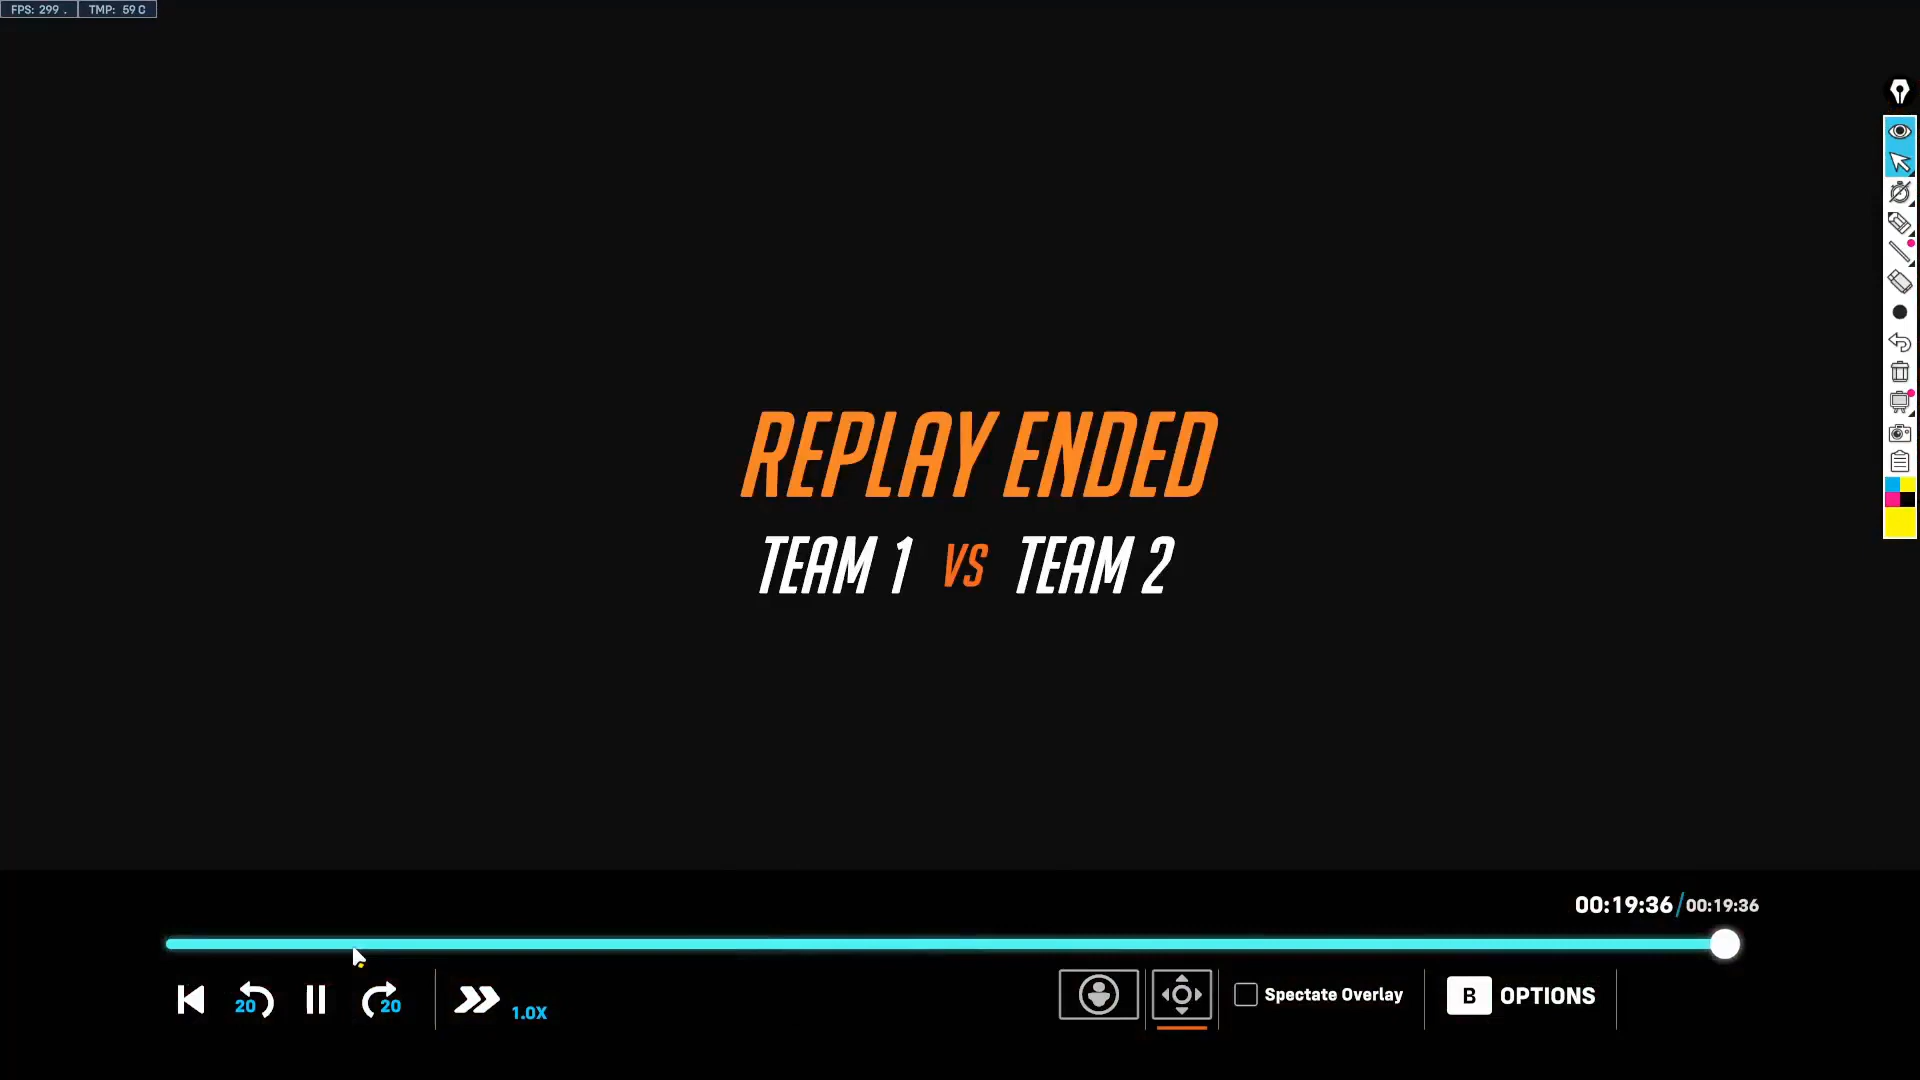 FPS: 299 . TMP: 59 C
REPLAY ENDED
TEAM 1 VS TEAM 2
00:19:36/00:19:36
20 20 1.0X Spectate Overlay B OPTIONS